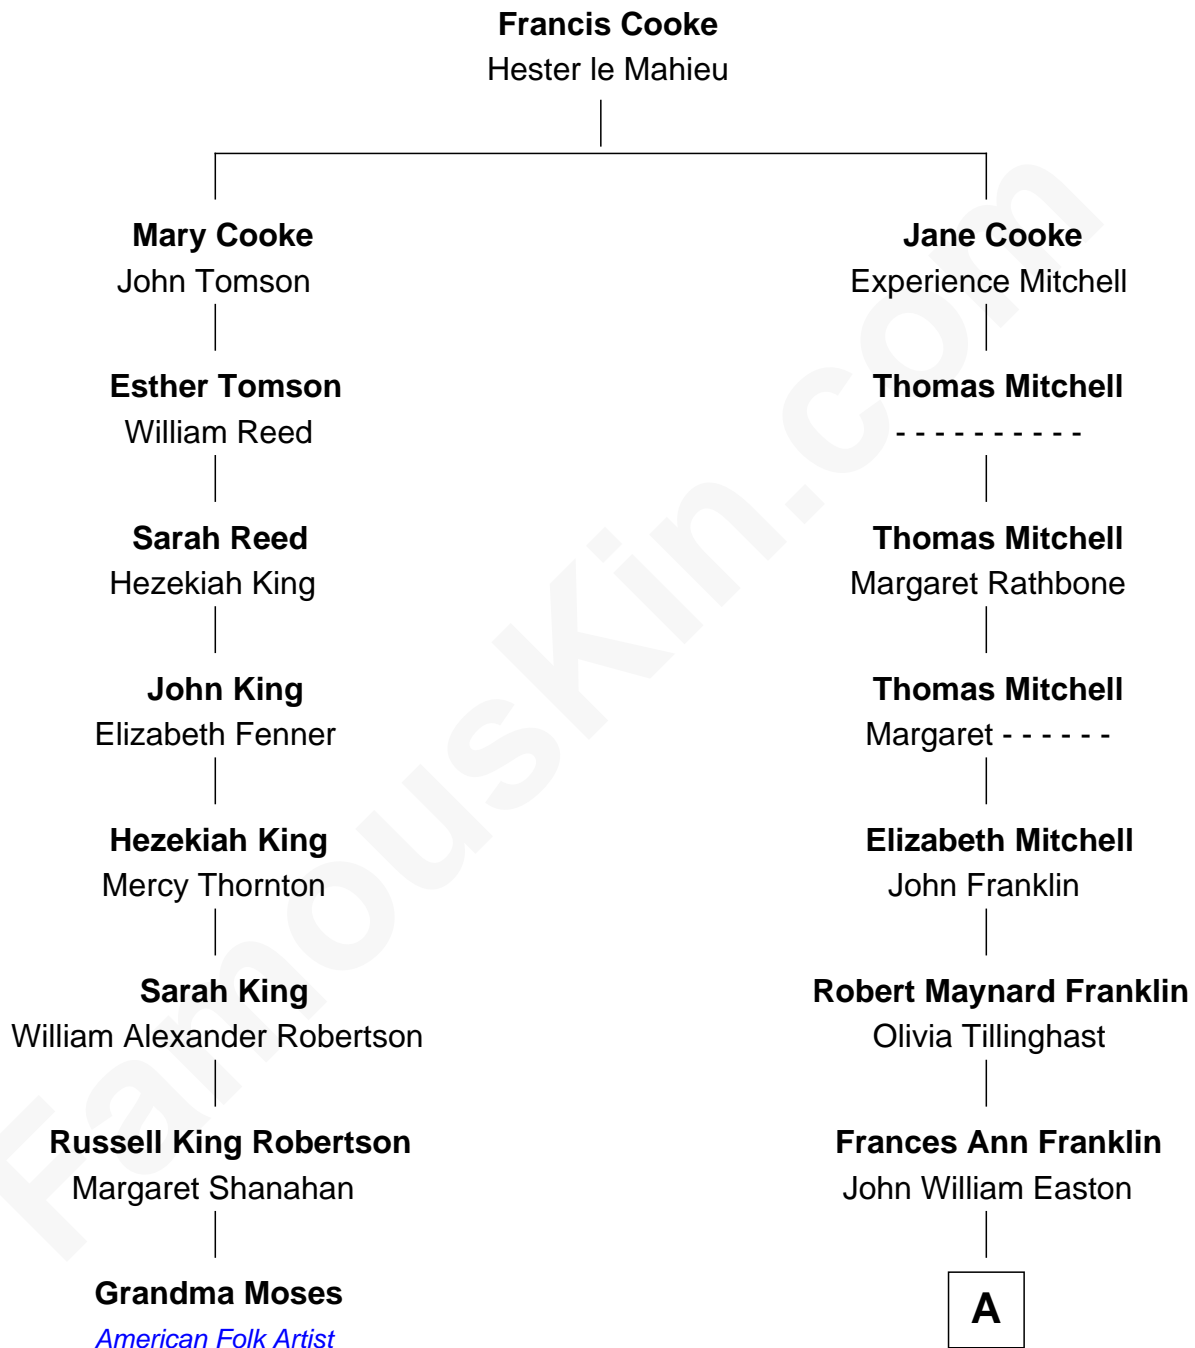 Francis Cooke
Hester le Mahieu
Mary Cooke
John Tomson
Jane Cooke
Experience Mitchell
Esther Tomson
William Reed
Thomas Mitchell
- - - - - - - - - -
Sarah Reed
Hezekiah King
Thomas Mitchell
Margaret Rathbone
John King
Elizabeth Fenner
Thomas Mitchell
Margaret - - - - - -
Hezekiah King
Mercy Thornton
Elizabeth Mitchell
John Franklin
Sarah King
William Alexander Robertson
Robert Maynard Franklin
Olivia Tillinghast
Russell King Robertson
Margaret Shanahan
Frances Ann Franklin
John William Easton
Grandma Moses
American Folk Artist
A
FamousKin.com